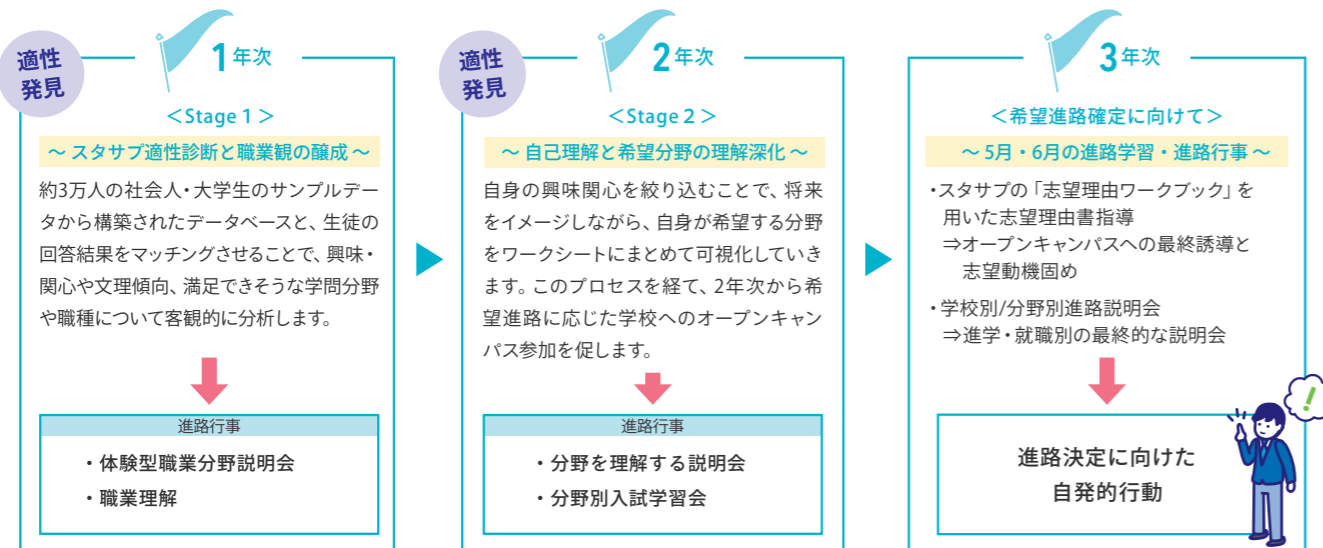 適性
発見
1年次
＜Stage 1＞
～ スタサプ適性診断と職業観の醸成 ～
約3万人の社会人・大学生のサンプルデー
タから構築されたデータベースと、生徒の
回答結果をマッチングさせることで、興味・
関心や文理傾向、満足できそうな学問分野
や職種について客観的に分析します。
進路行事
・体験型職業分野説明会
・職業理解
適性
発見
2年次
＜Stage 2＞
～ 自己理解と希望分野の理解深化 ～
自身の興味関心を絞り込むことで、将来
をイメージしながら、自身が希望する分野
をワークシートにまとめて可視化していき
ます。このプロセスを経て、2年次から希
望進路に応じた学校へのオープンキャン
パス参加を促します。
進路行事
・分野を理解する説明会
・分野別入試学習会
3年次
＜希望進路確定に向けて＞
～ 5月・6月の進路学習・進路行事 ～
・スタサプの「志望理由ワークブック」を
用いた志望理由書指導
⇒オープンキャンパスへの最終誘導と
志望動機固め
・学校別/分野別進路説明会
⇒進学・就職別の最終的な説明会
進路決定に向けた
自発的行動
!